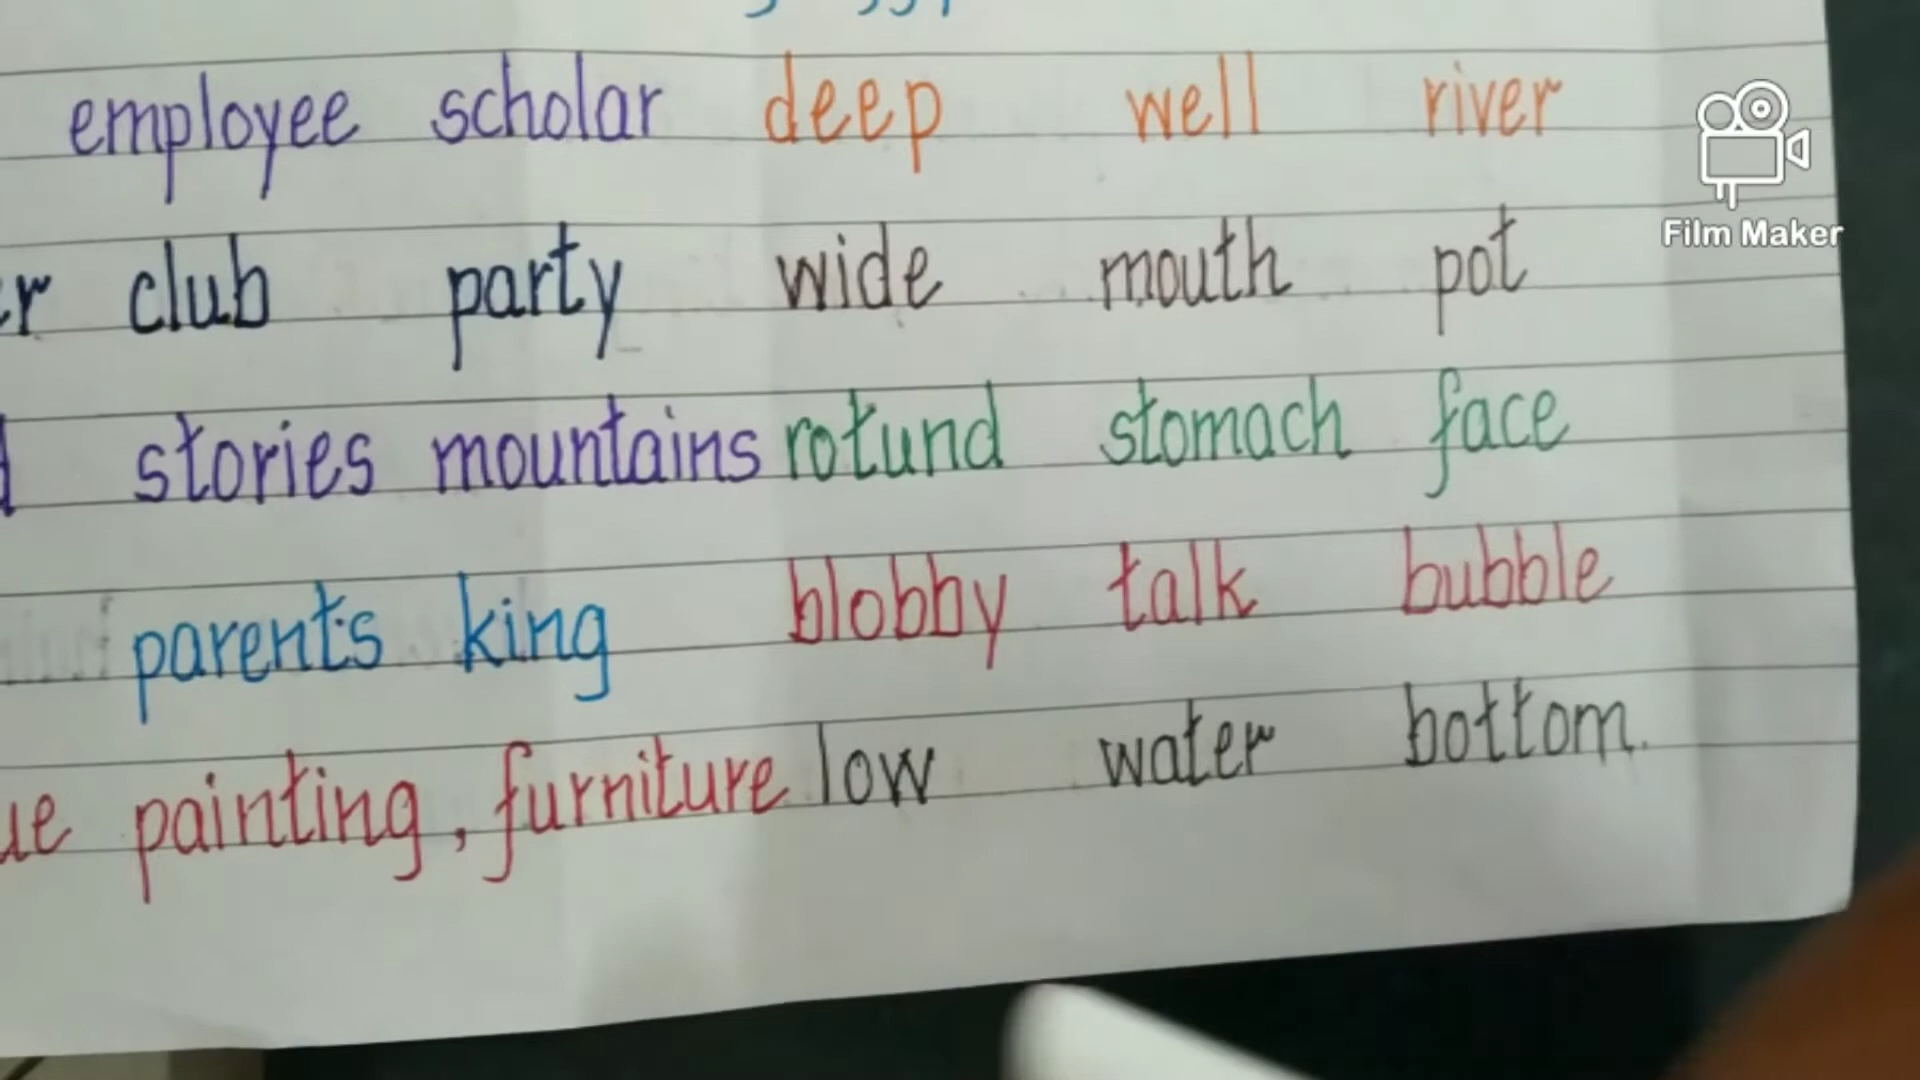 employee scholar deep well river
club party wide mouth pot
stories mountains rotund stomach face
parents king blobby talk bubble
painting, furniture low water bottom.
Film Maker